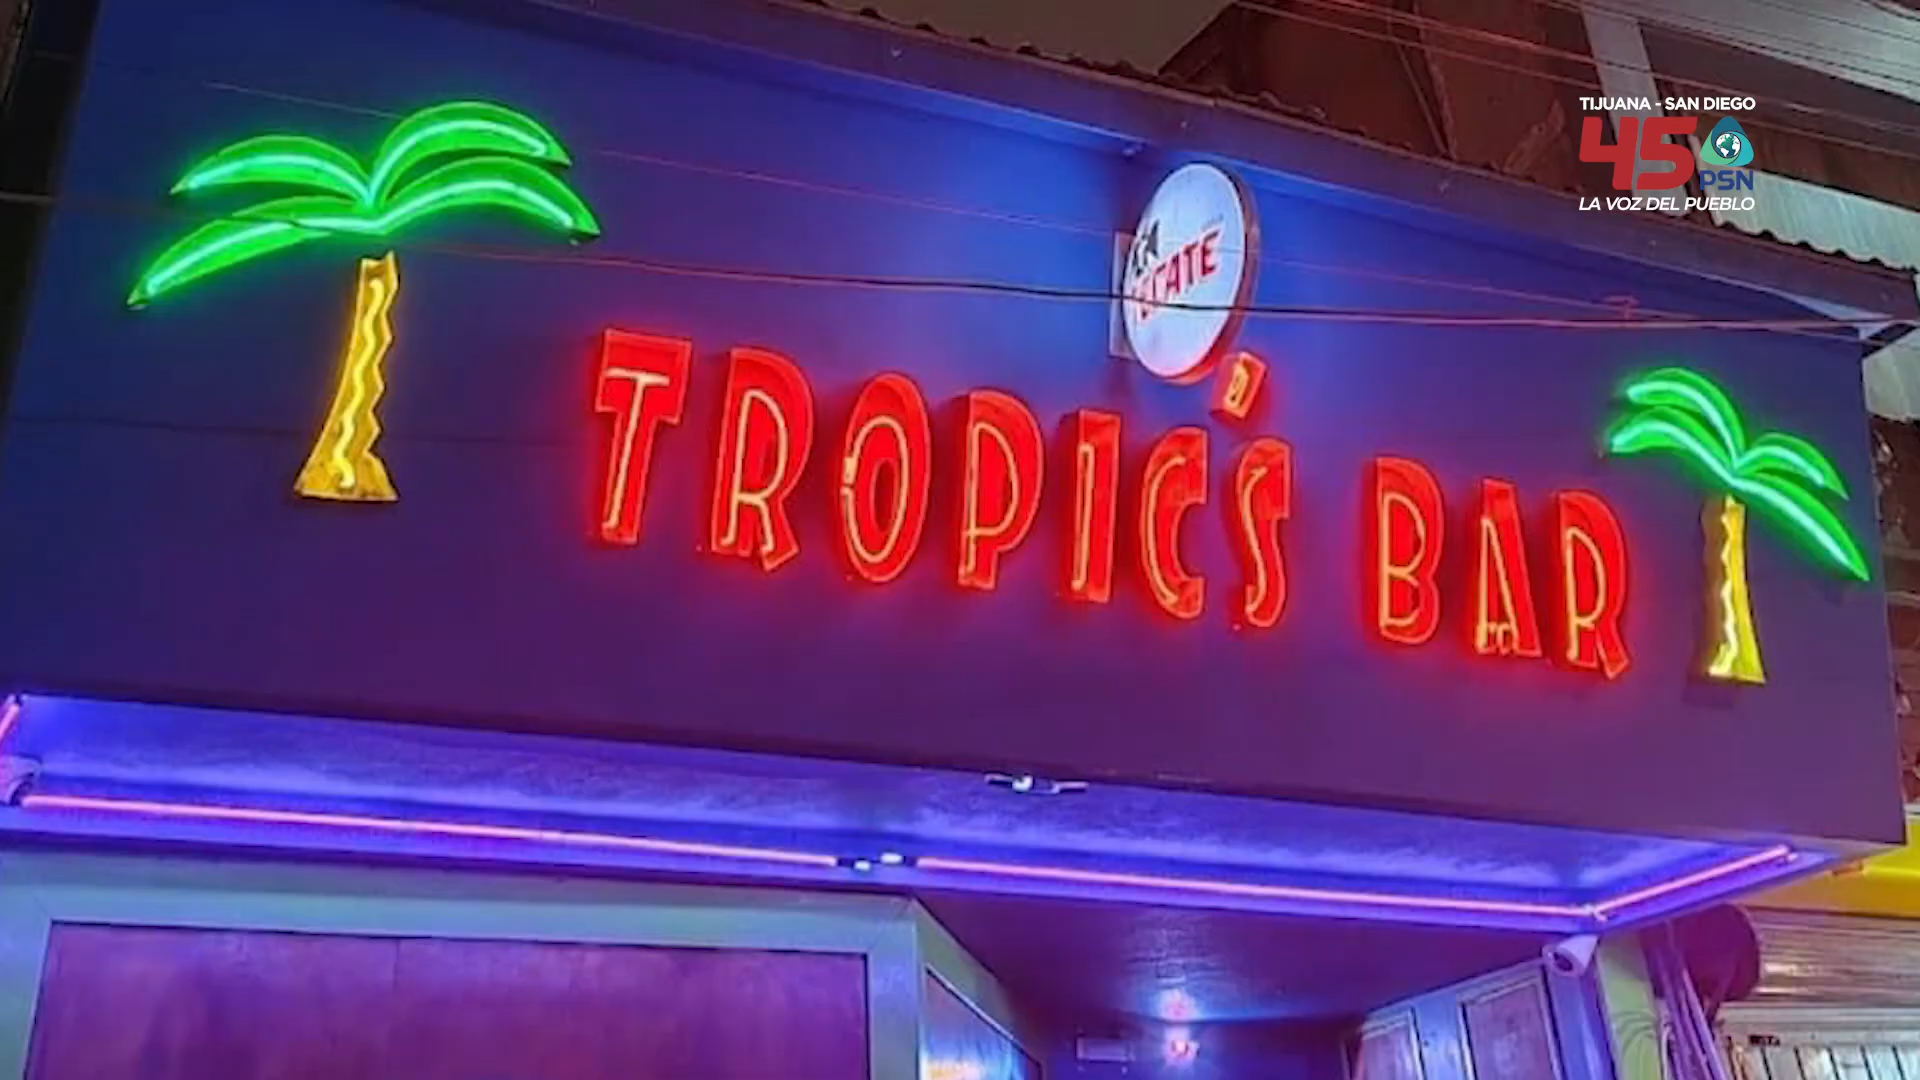 TIJUANA - SAN DIEGO
45
PSN
LA VOZ DEL PUEBLO
TECATE
TROPIC'S BAR